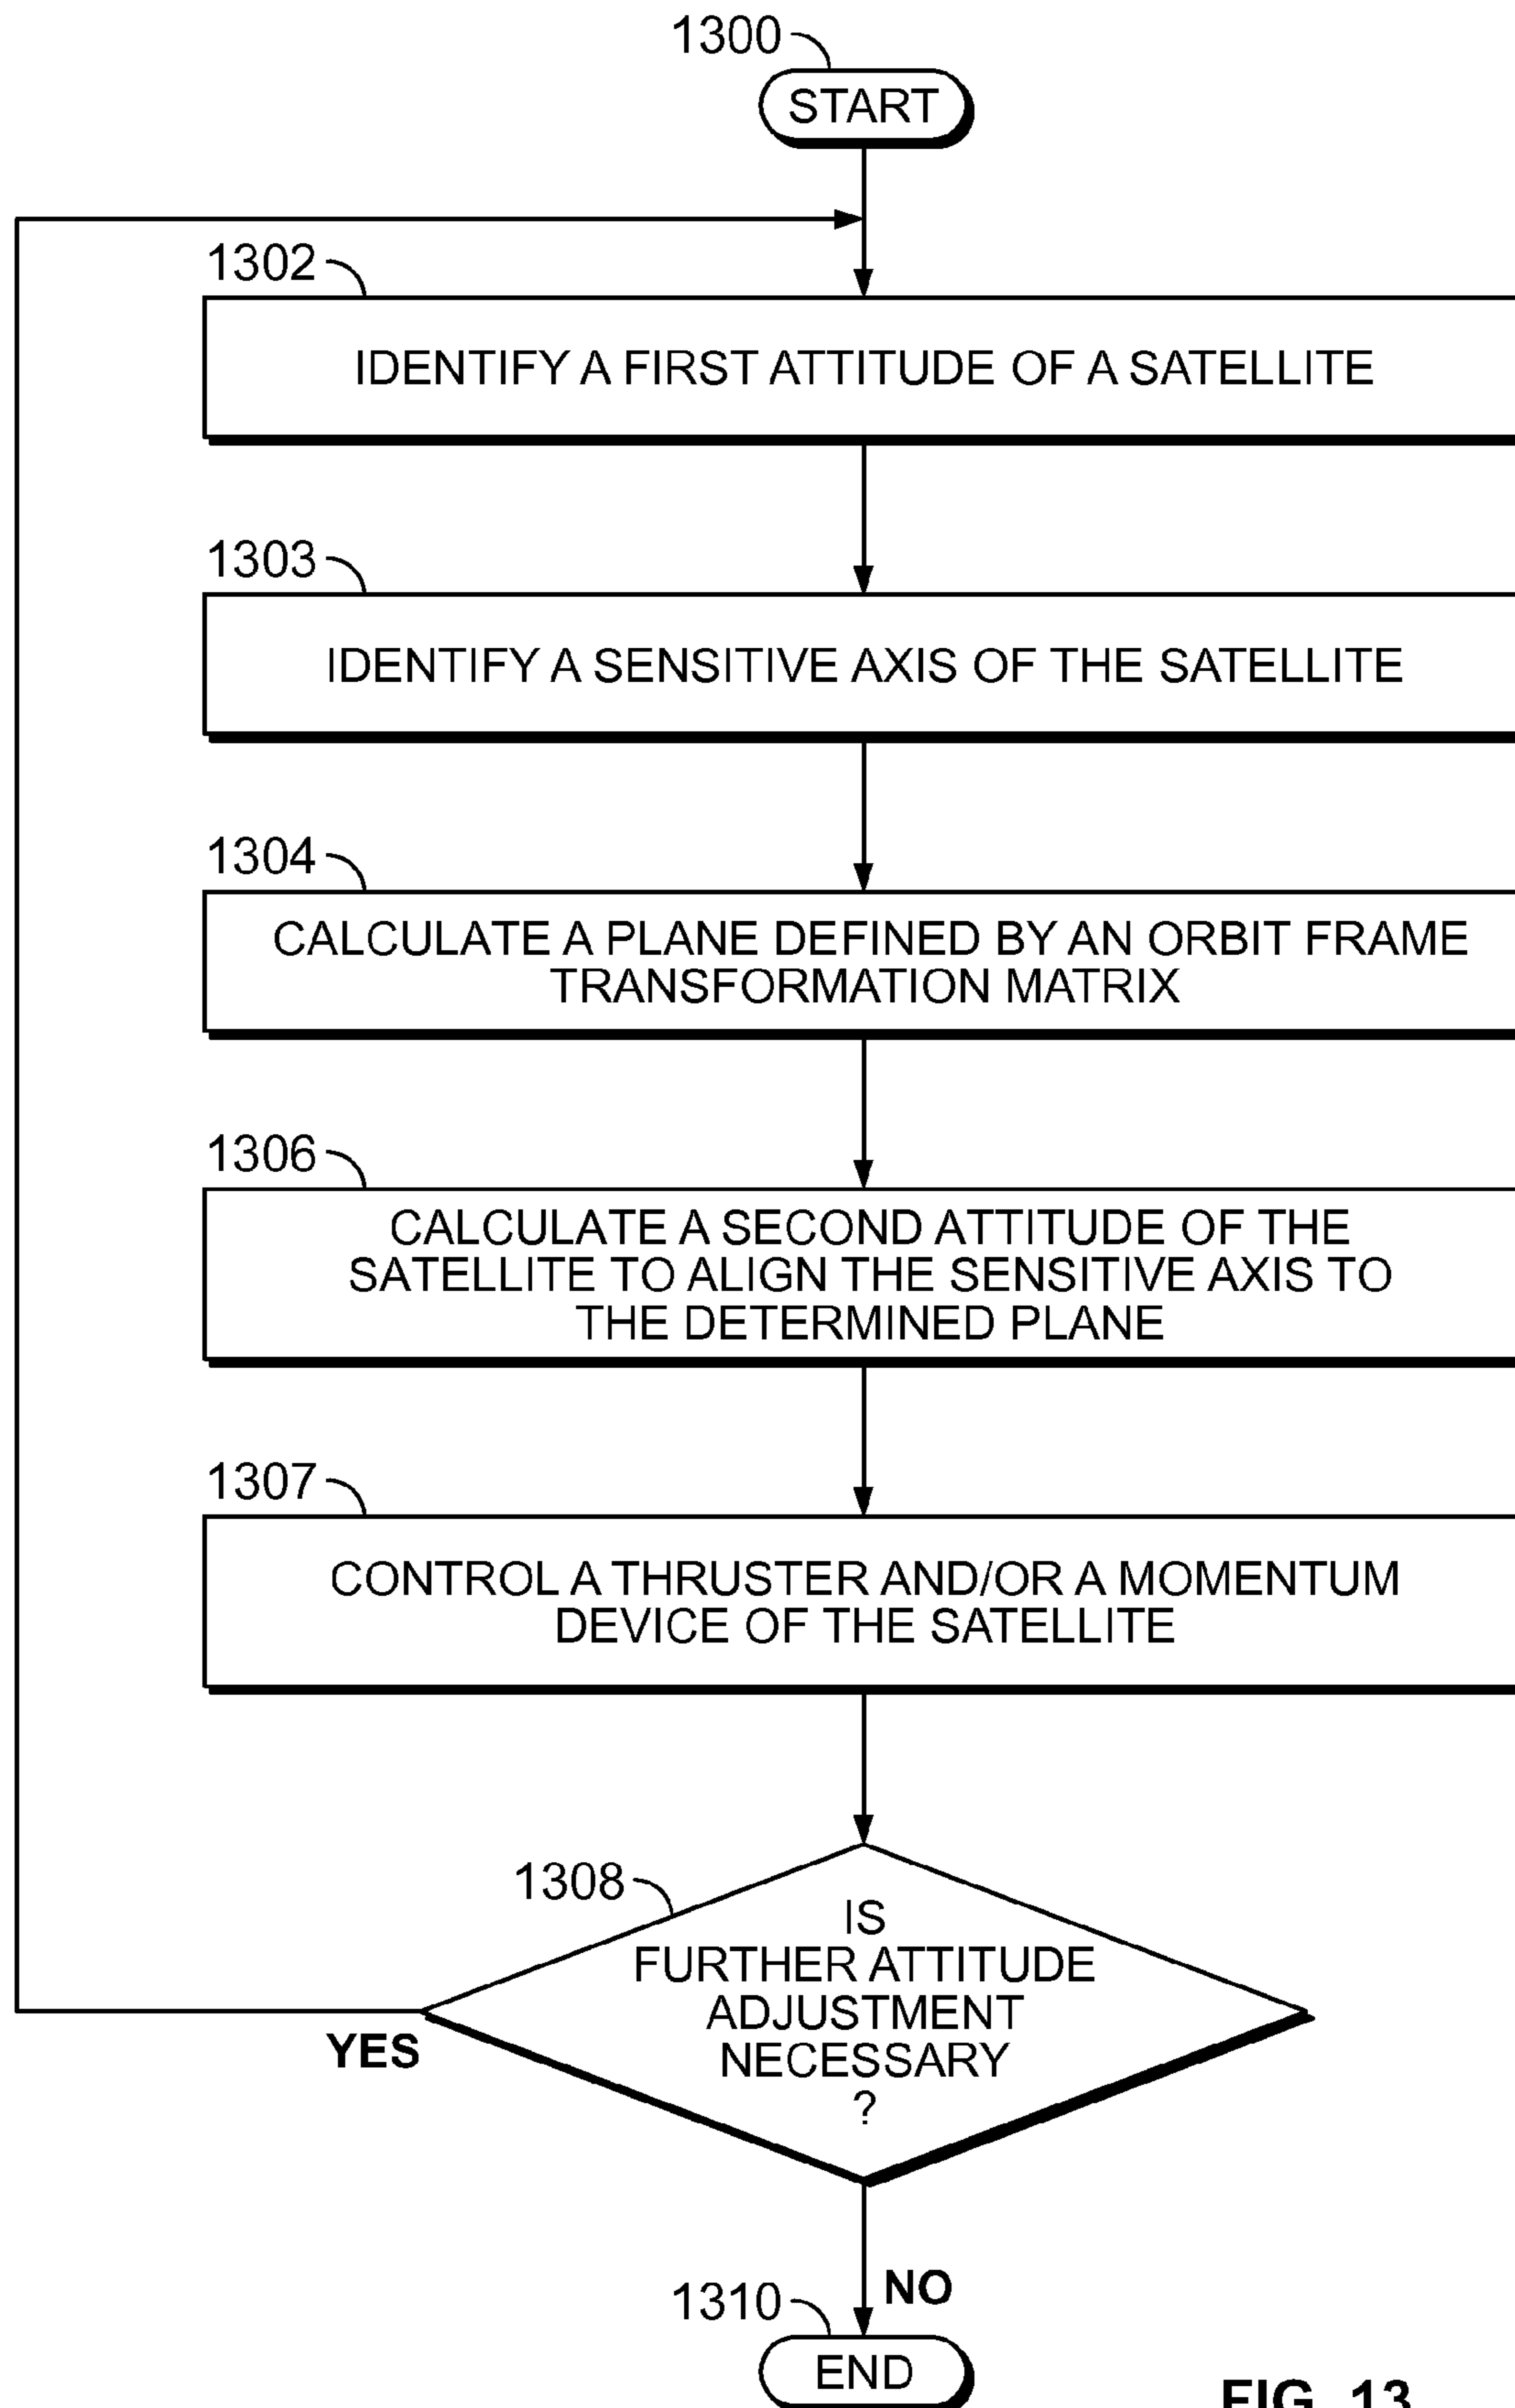 1300
START
1302
IDENTIFY A FIRST ATTITUDE OF A SATELLITE
1303
IDENTIFY A SENSITIVE AXIS OF THE SATELLITE
1304
CALCULATE A PLANE DEFINED BY AN ORBIT FRAME
TRANSFORMATION MATRIX
1306
CALCULATE A SECOND ATTITUDE OF THE
SATELLITE TO ALIGN THE SENSITIVE AXIS TO
THE DETERMINED PLANE
1307
CONTROL A THRUSTER AND/OR A MOMENTUM
DEVICE OF THE SATELLITE
1308
IS
FURTHER ATTITUDE
ADJUSTMENT
NECESSARY
?
YES
NO
1310
END
FIG. 13